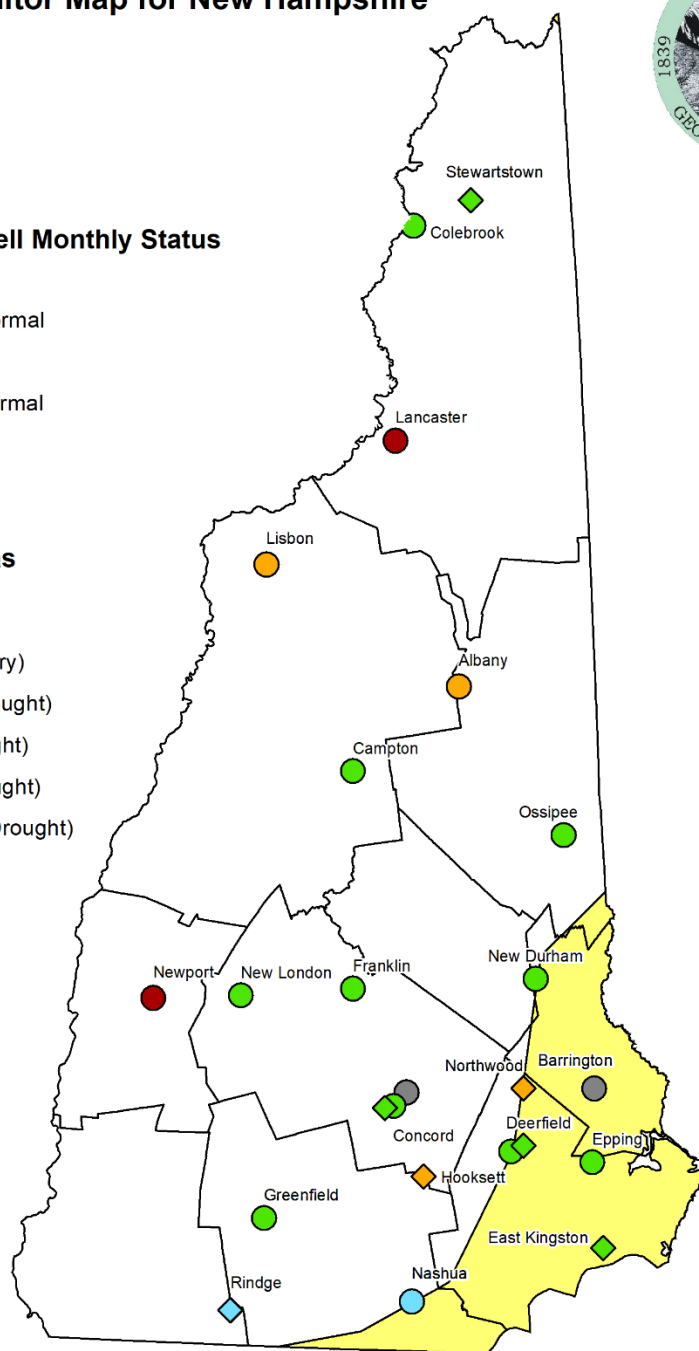 itor Map for New Hampshire
1839
GEO
Stewartstown
Colebrook
ell Monthly Status
rmal
rmal
Lancaster
Lisbon
as
ry)
ught)
ht)
ght)
Drought)
Albany
Campton
Ossipee
New Durham
Newport
New London
Franklin
Northwood
Barrington
Concord
Deerfield
Epping
Hooksett
Greenfield
East Kingston
Rindge
Nashua